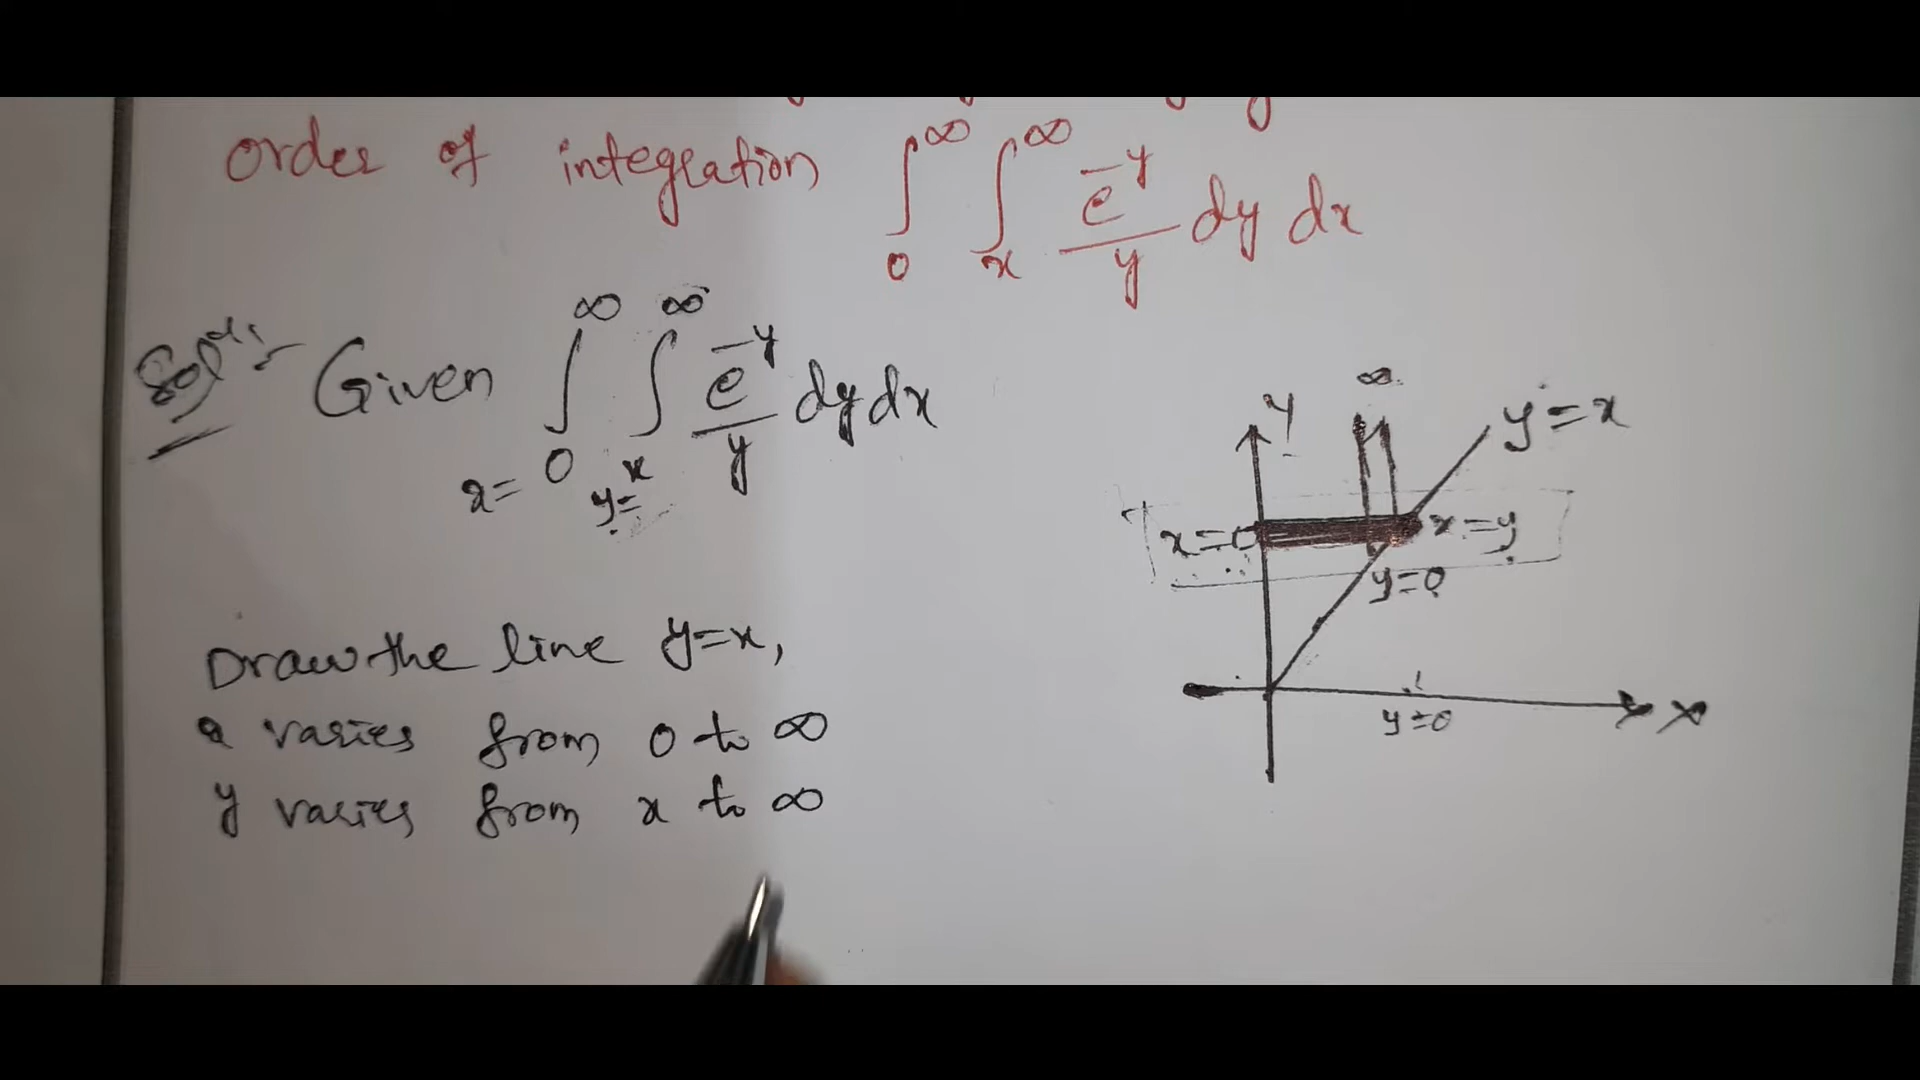 order of integration ∫₀^∞ ∫ₓ^∞ e^-y/y dy dx
Solⁿ:- Given ∫₀^∞ ∫ₓ^∞ e^-y/y dy dx
x= y=
Draw the line y=x,
x varies from 0 to ∞
y varies from x to ∞
∞
y
y=x
x=0
x=y
y=0
y=0
x